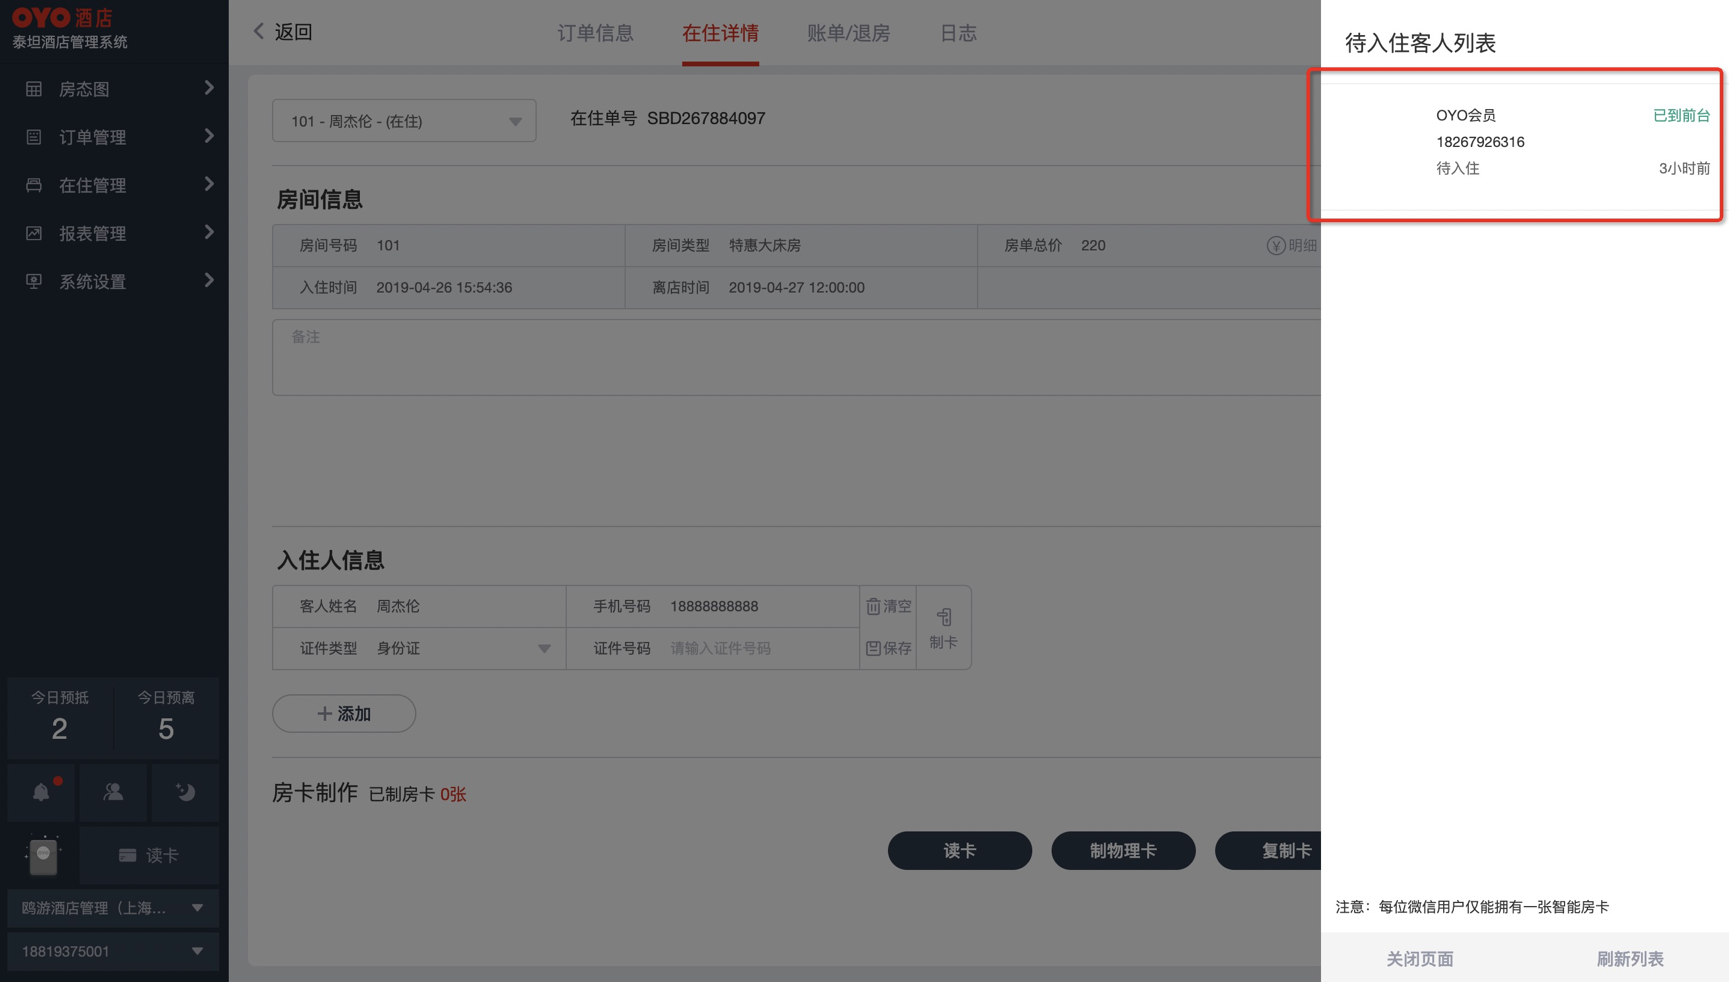 OYO酒店
泰坦酒店管理系统
房态图
订单管理
在住管理
报表管理
系统设置
今日预抵
2
今日预离
5
读卡
鸥游酒店管理（上海...
18819375001
返回
订单信息
在住详情
账单/退房
日志
101 - 周杰伦 - (在住)
在住单号 SBD267884097
房间信息
房间号码 101
房间类型 特惠大床房
房单总价 220
明细
入住时间 2019-04-26 15:54:36
离店时间 2019-04-27 12:00:00
备注
入住人信息
客人姓名 周杰伦
手机号码 18888888888
清空
证件类型 身份证
证件号码 请输入证件号码
保存
制卡
添加
房卡制作 已制房卡 0张
读卡
制物理卡
复制卡
待入住客人列表
OYO会员
已到前台
18267926316
待入住
3小时前
注意：每位微信用户仅能拥有一张智能房卡
关闭页面
刷新列表